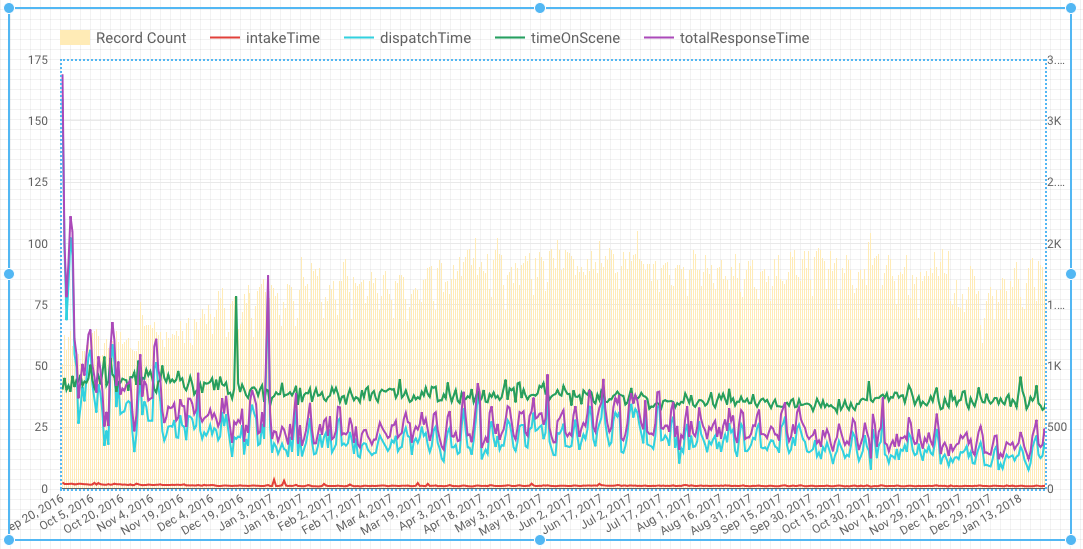 Record Count intakeTime dispatchTime timeOnScene totalResponseTime
175 3....
150 3K
125 2....
100 2K
75 1....
50 1K
25 500
0 0
ep 20, 2016 Oct 5, 2016 Oct 20, 2016 Nov 4, 2016 Nov 19, 2016 Dec 4, 2016 Dec 19, 2016 Jan 3, 2017 Jan 18, 2017 Feb 2, 2017 Feb 17, 2017 Mar 4, 2017 Mar 19, 2017 Apr 3, 2017 Apr 18, 2017 May 3, 2017 May 18, 2017 Jun 2, 2017 Jun 17, 2017 Jul 2, 2017 Jul 17, 2017 Aug 1, 2017 Aug 16, 2017 Aug 31, 2017 Sep 15, 2017 Sep 30, 2017 Oct 15, 2017 Oct 30, 2017 Nov 14, 2017 Nov 29, 2017 Dec 14, 2017 Dec 29, 2017 Jan 13, 2018